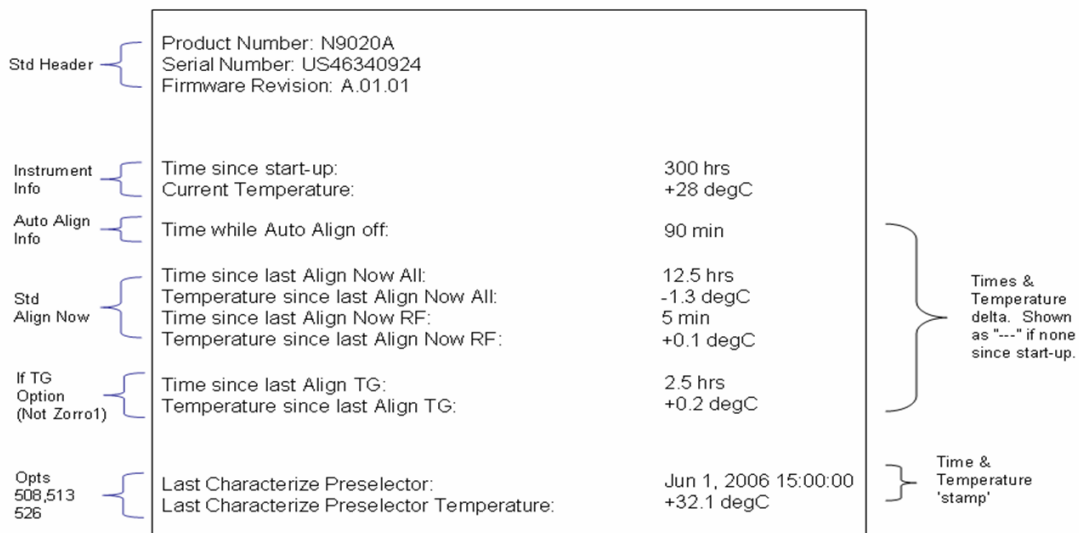 Std Header
Product Number: N9020A
Serial Number: US46340924
Firmware Revision: A.01.01
Instrument
Info
Time since start-up: 300 hrs
Current Temperature: +28 degC
Auto Align
Info
Time while Auto Align off: 90 min
Std
Align Now
Time since last Align Now All: 12.5 hrs
Temperature since last Align Now All: -1.3 degC
Time since last Align Now RF: 5 min
Temperature since last Align Now RF: +0.1 degC
If TG
Option
(Not Zorro1)
Time since last Align TG: 2.5 hrs
Temperature since last Align TG: +0.2 degC
Times &
Temperature
delta. Shown
as "---" if none
since start-up.
Opts
508,513
526
Last Characterize Preselector: Jun 1, 2006 15:00:00
Last Characterize Preselector Temperature: +32.1 degC
Time &
Temperature
'stamp'